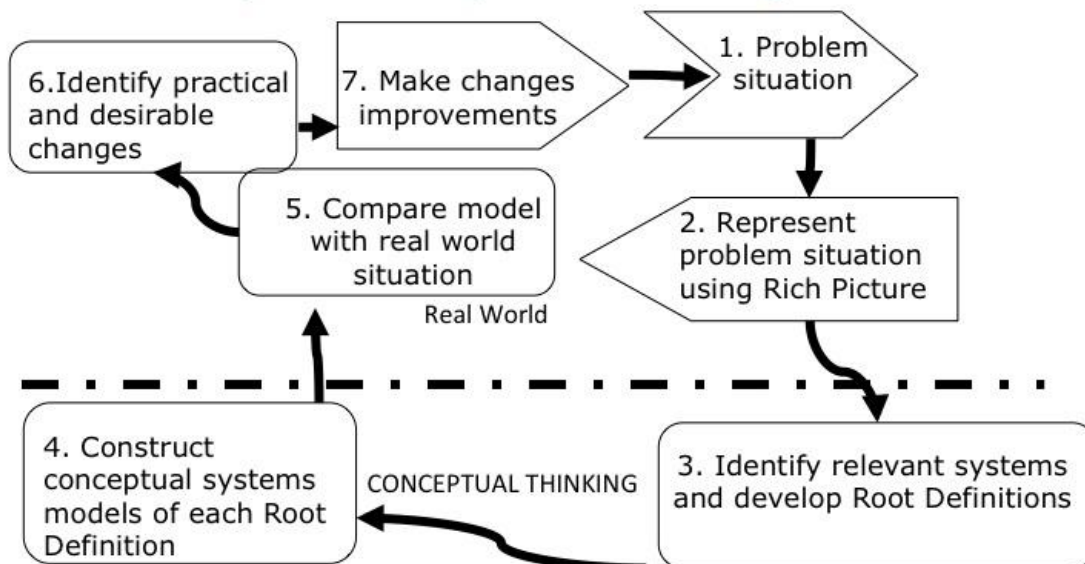 1. Problem
situation
2. Represent
problem situation
using Rich Picture
3. Identify relevant systems
and develop Root Definitions
CONCEPTUAL THINKING
4. Construct
conceptual systems
models of each Root
Definition
5. Compare model
with real world
situation
Real World
6.Identify practical
and desirable
changes
7. Make changes
improvements